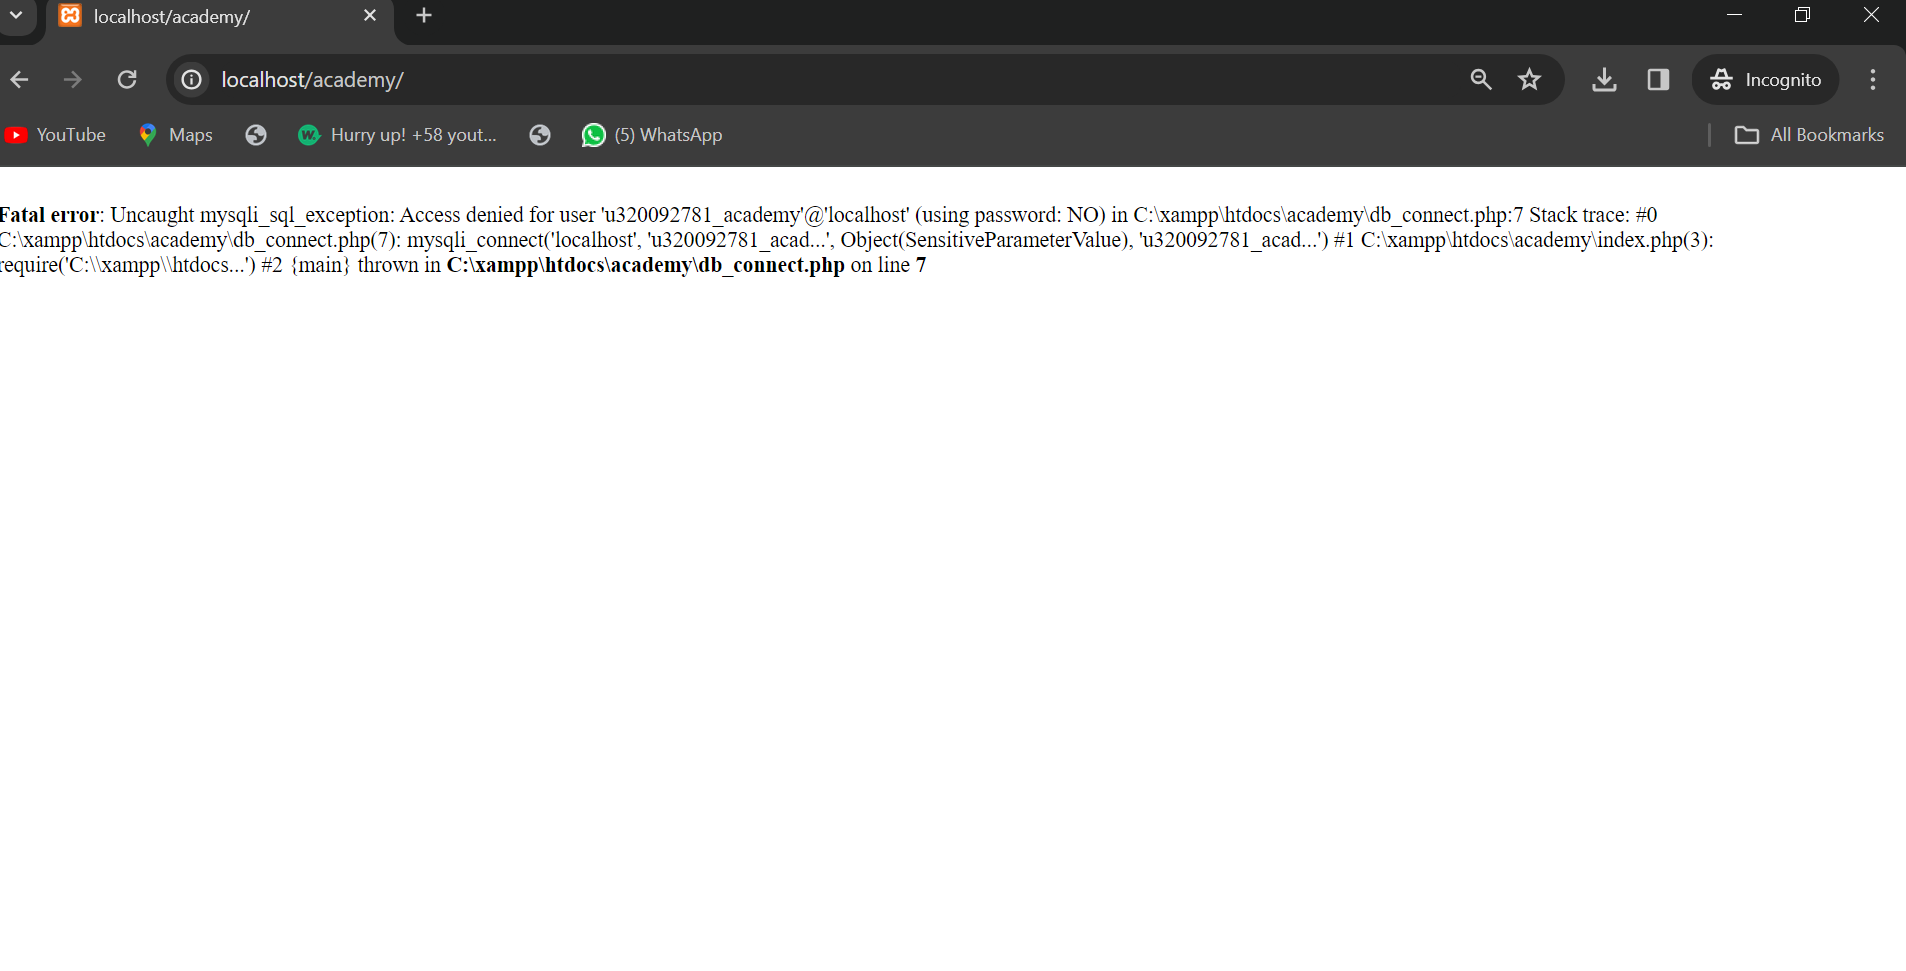 localhost/academy/
localhost/academy/
Incognito
YouTube Maps Hurry up! +58 yout... (5) WhatsApp All Bookmarks
Fatal error: Uncaught mysqli_sql_exception: Access denied for user 'u320092781_academy'@'localhost' (using password: NO) in C:\xampp\htdocs\academy\db_connect.php:7 Stack trace: #0
C:\xampp\htdocs\academy\db_connect.php(7): mysqli_connect('localhost', 'u320092781_acad...', Object(SensitiveParameterValue), 'u320092781_acad...') #1 C:\xampp\htdocs\academy\index.php(3):
require('C:\\xampp\\htdocs...') #2 {main} thrown in C:\xampp\htdocs\academy\db_connect.php on line 7